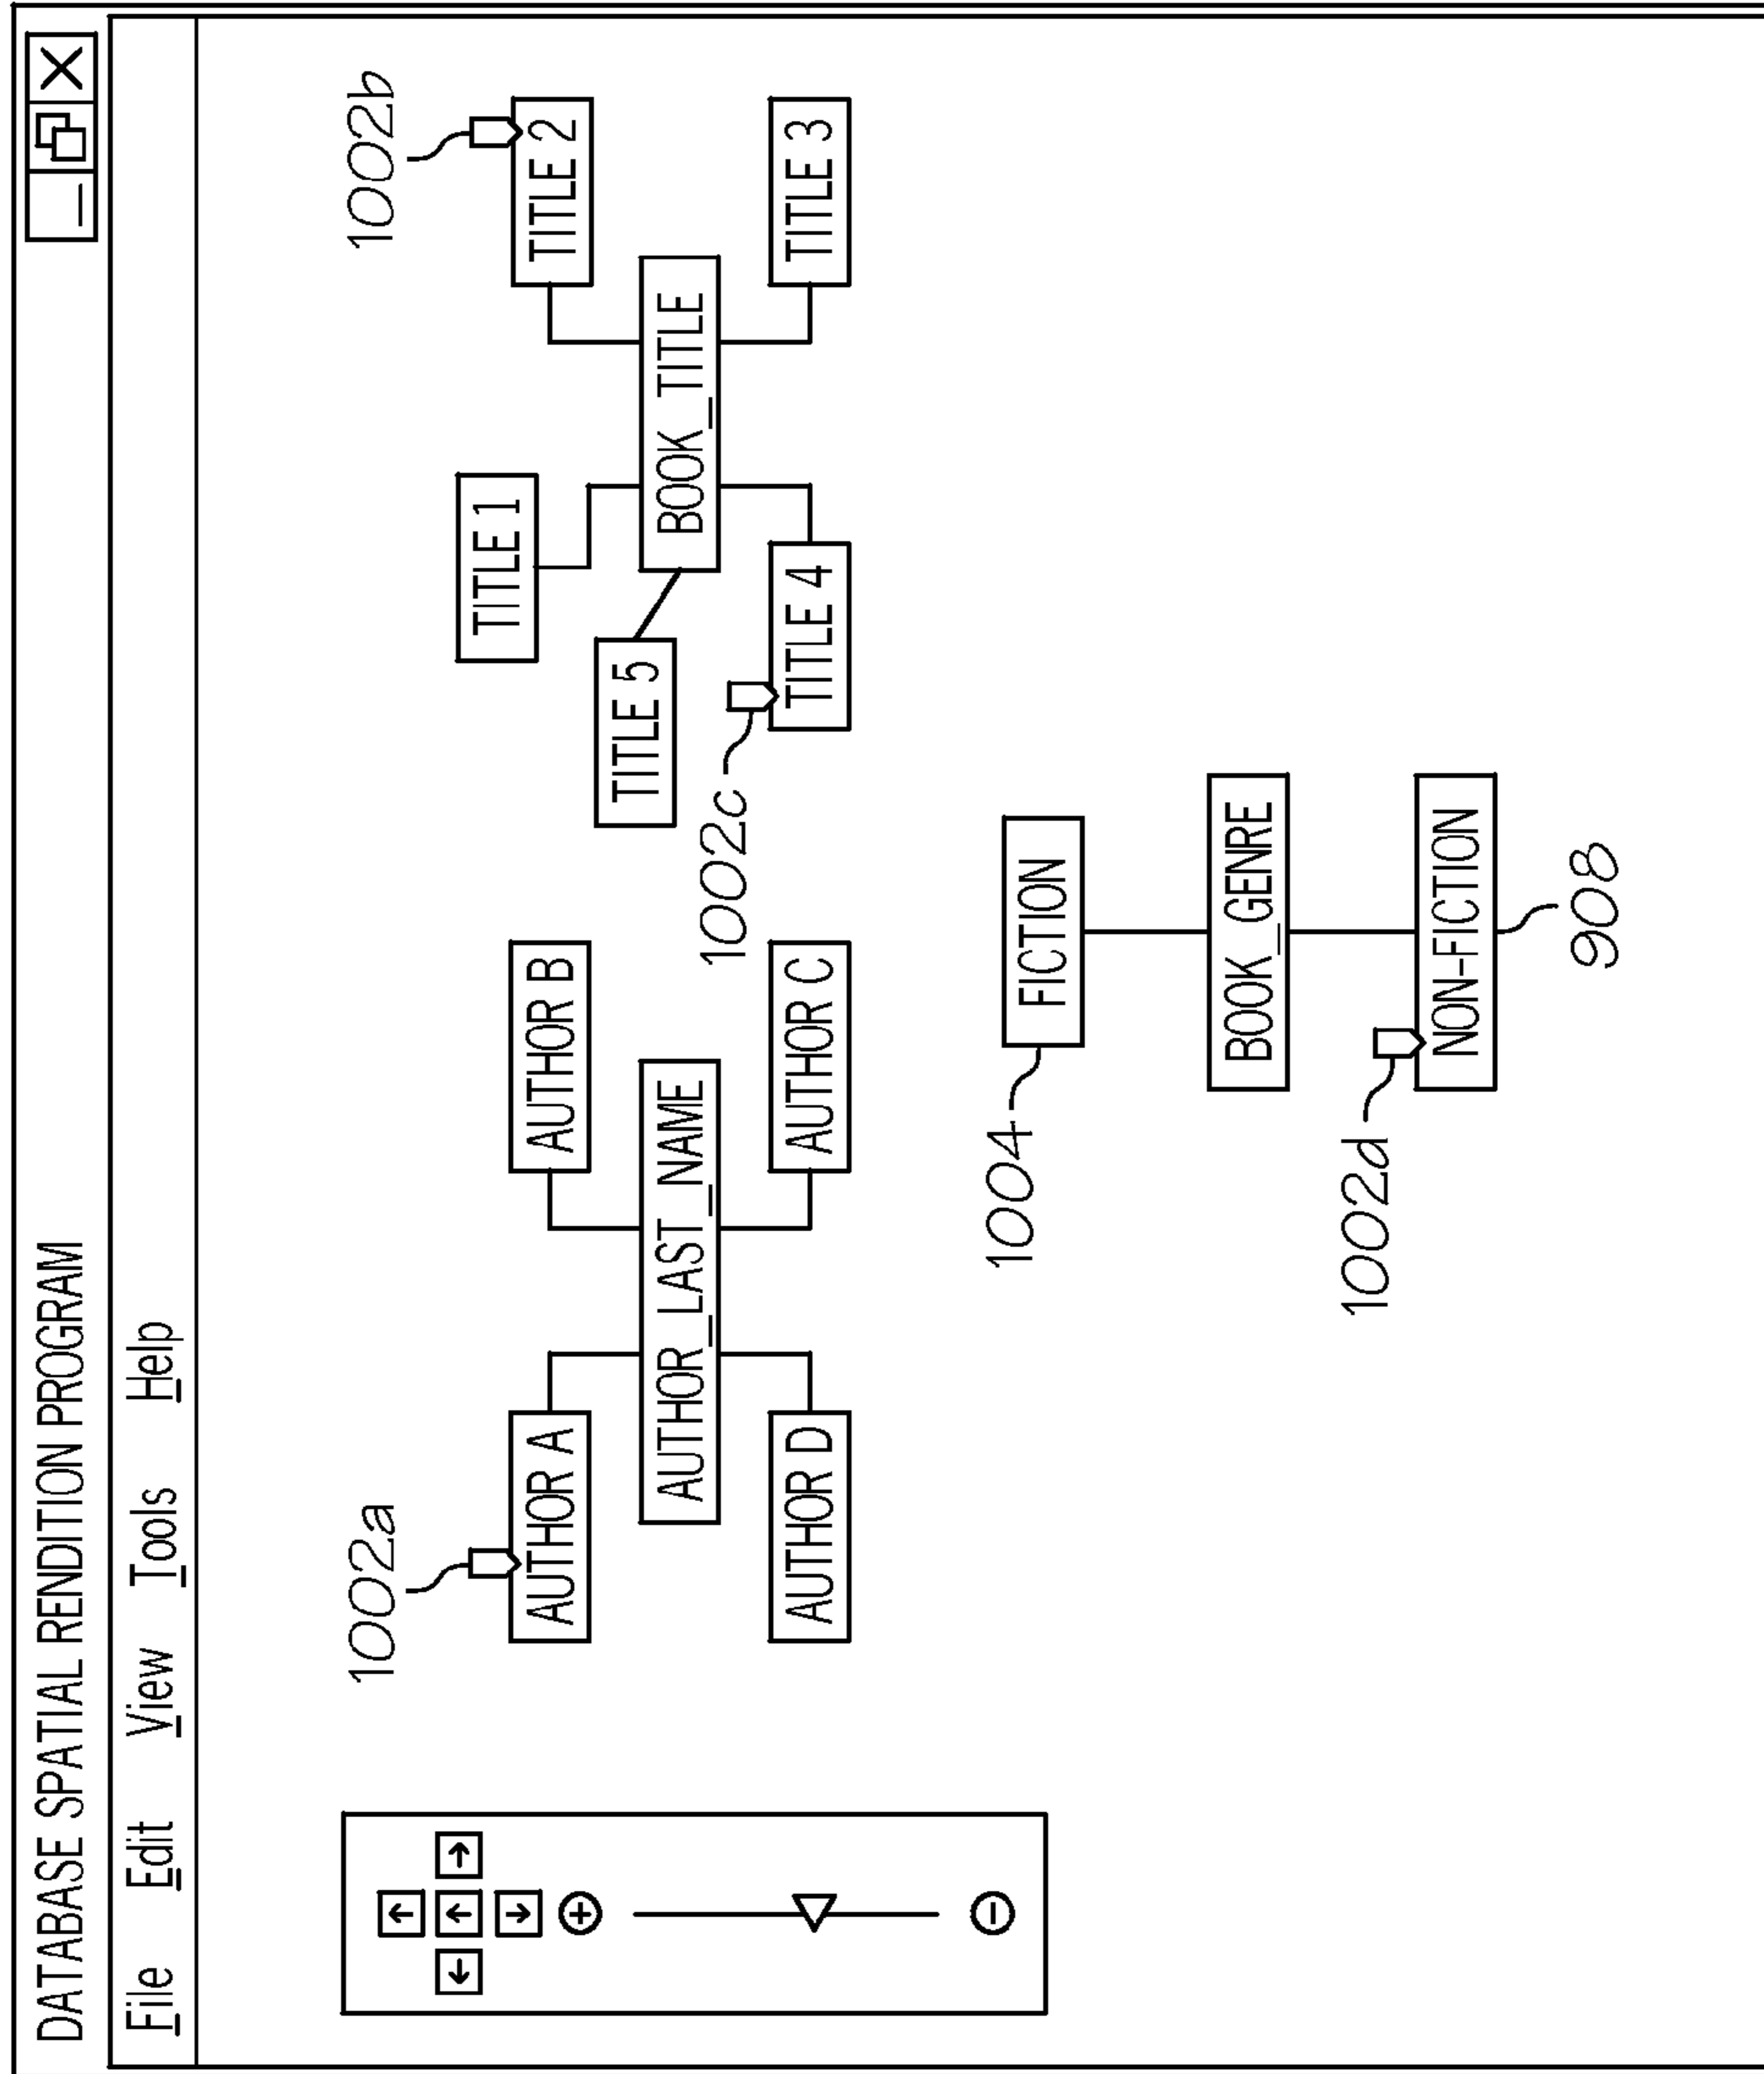 DATABASE SPATIAL RENDITION PROGRAM
File Edit View Tools Help
1002a
1002b
TITLE 1
AUTHOR A
AUTHOR B
TITLE 2
TITLE 5
AUTHOR_LAST_NAME
BOOK_TITLE
1002c
AUTHOR D
AUTHOR C
TITLE 4
TITLE 3
1004
FICTION
BOOK_GENRE
1002d
NON-FICTION
908